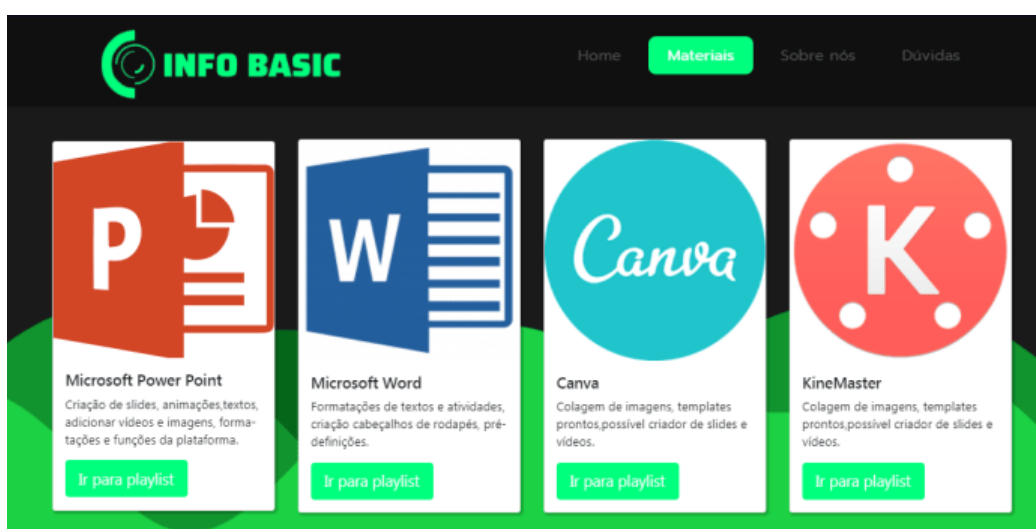 INFO BASIC
Home Materiais Sobre nós Dúvidas
P
W
Canva
K
Microsoft Power Point
Criação de slides, animações,textos,
adicionar vídeos e imagens, forma-
tações e funções da plataforma.
Ir para playlist
Microsoft Word
Formatações de textos e atividades,
criação cabeçalhos de rodapés, pré-
definições.
Ir para playlist
Canva
Colagem de imagens, templates
prontos,possível criador de slides e
vídeos.
Ir para playlist
KineMaster
Colagem de imagens, templates
prontos,possível criador de slides e
vídeos.
Ir para playlist